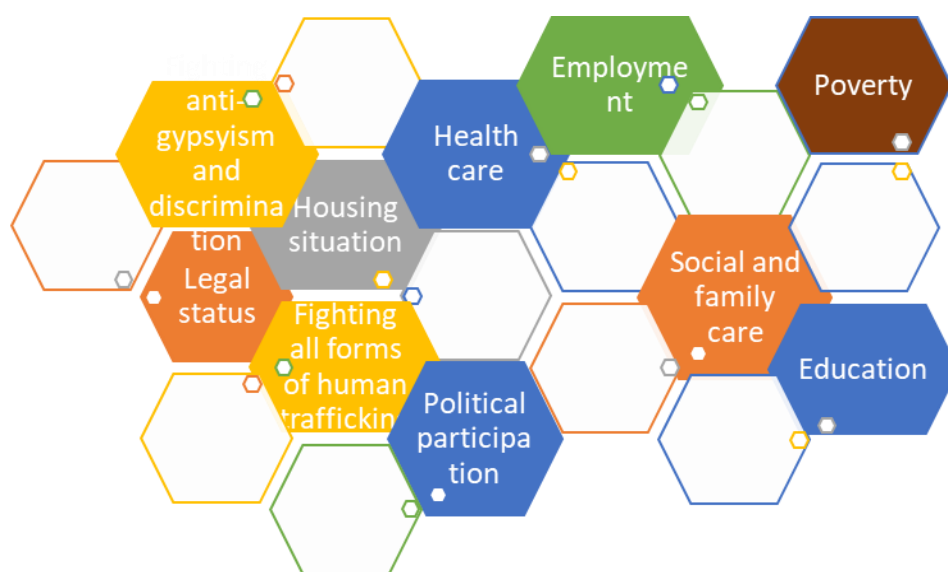 anti-
gypsyism
and
discrimina
tion
Housing
situation
Health
care
Employme
nt
Poverty
Legal
status
Fighting
all forms
of human
trafficking
Political
participa
tion
Social and
family
care
Education